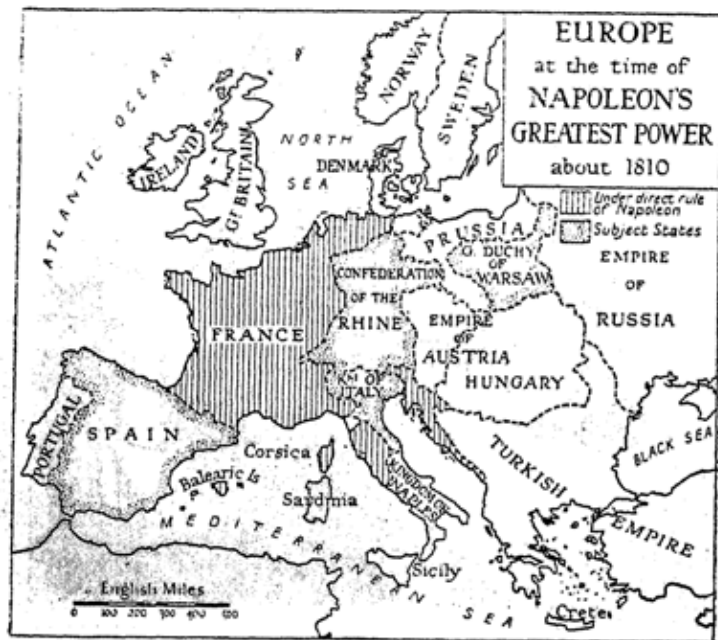 EUROPE
at the time of
NAPOLEON'S
GREATEST POWER
about 1810
Under direct rule
of Napoleon
Subject States
ATLANTIC OCEAN
NORTH
SEA
NORWAY
SWEDEN
IRELAND
Gt BRITAIN
DENMARK
PRUSSIA
G. DUCHY
OF
WARSAW
EMPIRE
OF
RUSSIA
CONFEDERATION
OF THE
RHINE
FRANCE
EMPIRE
OF
AUSTRIA
HUNGARY
KM OF
ITALY
PORTUGAL
SPAIN
Corsica
Balearic Is
Sardinia
KINGDOM OF
NAPLES
BLACK SEA
TURKISH
EMPIRE
MEDITERRANEAN SEA
Sicily
Crete
English Miles
0 100 200 300 400 500